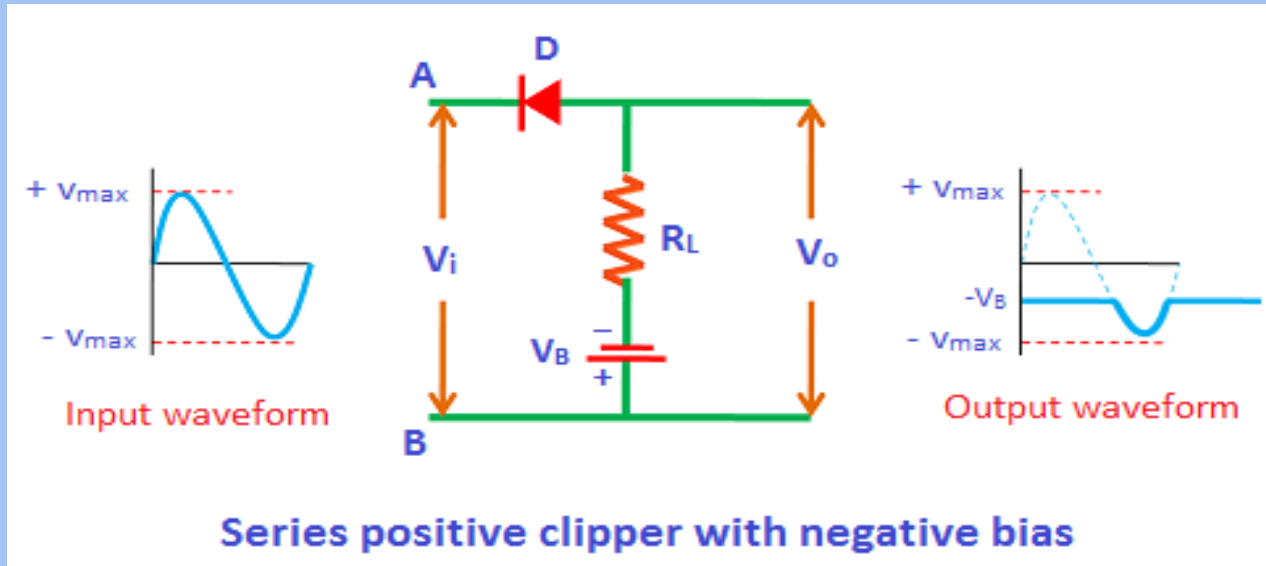 D
A
+ Vmax
- Vmax
Input waveform
Vi
RL
VB
−
+
Vo
B
+ Vmax
-VB
- Vmax
Output waveform
Series positive clipper with negative bias